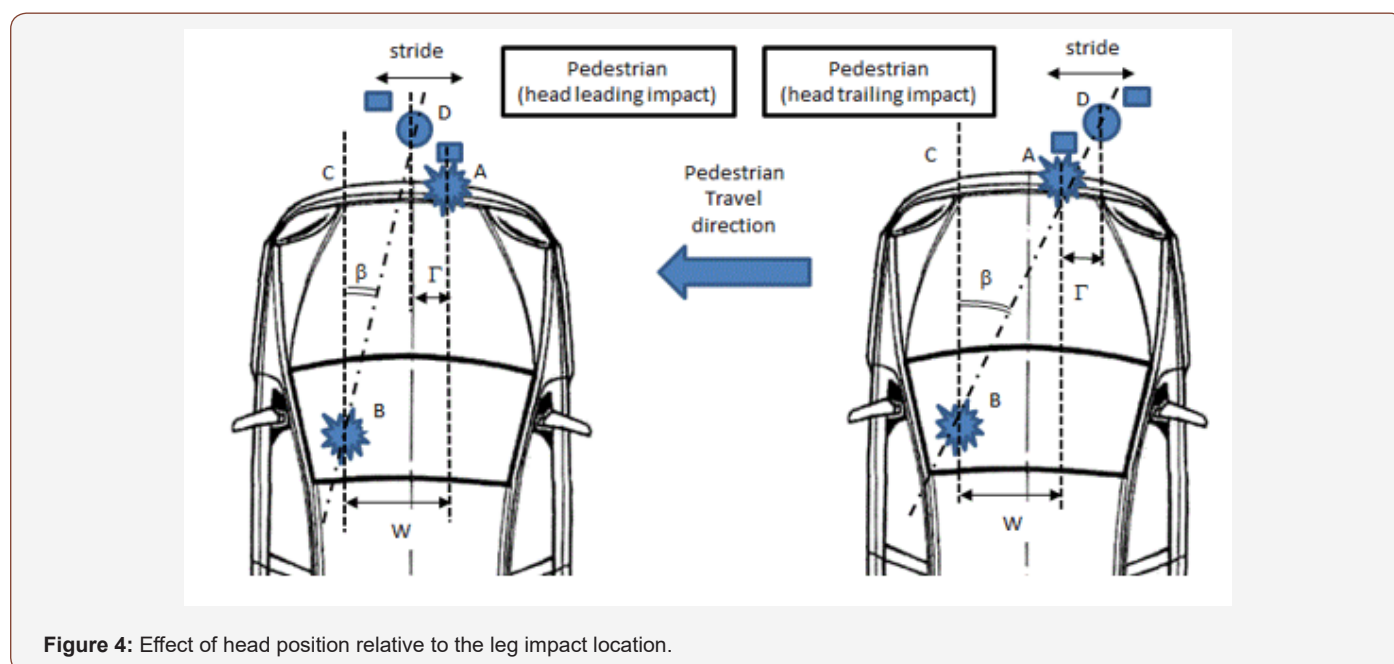 stride
Pedestrian
(head leading impact)
D
C
A
β
Γ
B
W
Pedestrian
Travel
direction
Pedestrian
(head trailing impact)
stride
D
C
A
β
Γ
B
W
Figure 4: Effect of head position relative to the leg impact location.